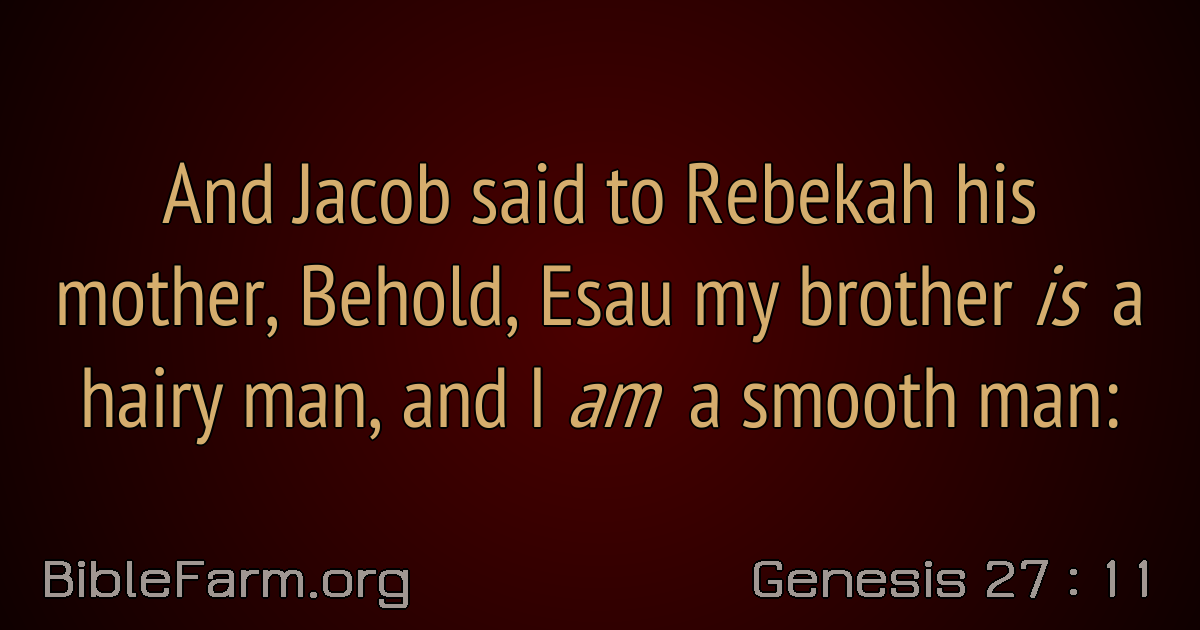 And Jacob said to Rebekah his
mother, Behold, Esau my brother is a
hairy man, and I am a smooth man:
BibleFarm.org
Genesis 27 : 11